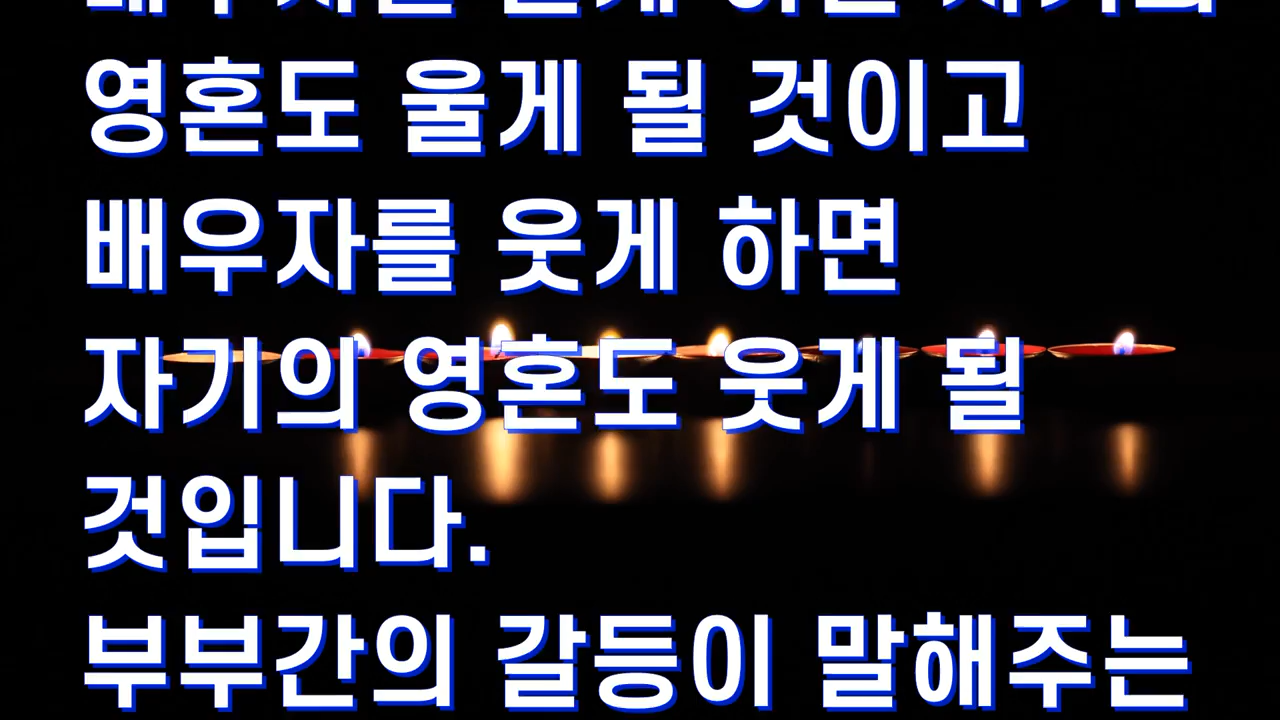 영혼도 울게 될 것이고
배우자를 웃게 하면
자기의 영혼도 웃게 될
것입니다.
부부간의 갈등이 말해주는